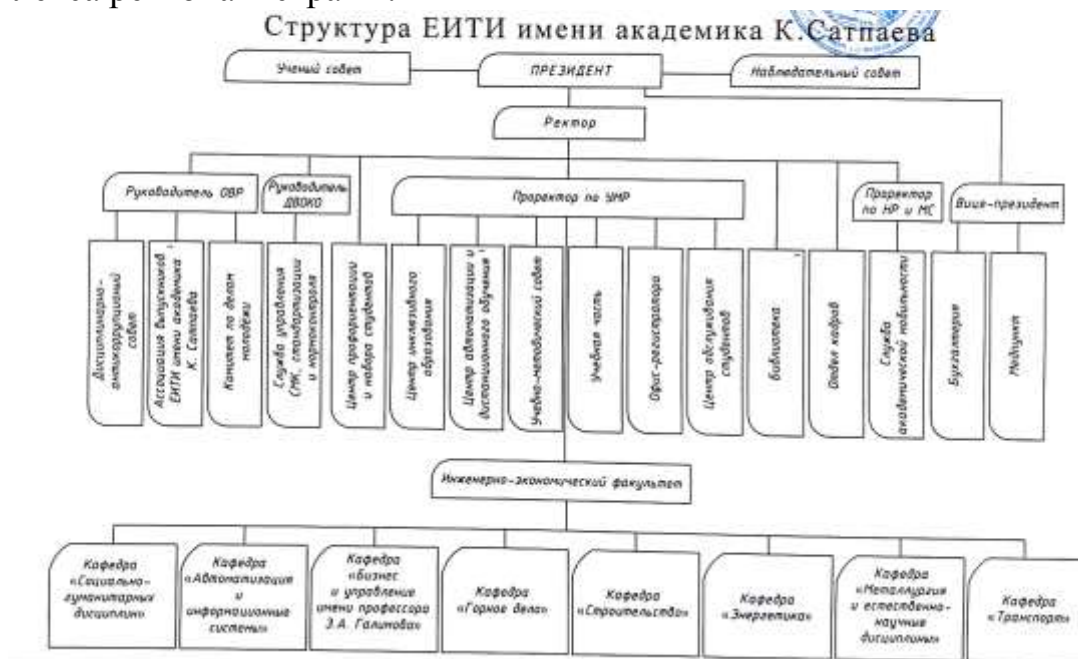 Структура ЕИТИ имени академика К.Сатпаева
Учений совет
ПРЕЗИДЕНТ
Наблюдательный совет
Ректор
Руководитель ОВР
Руководитель
ДВОКО
Проректор по УМР
Проректор
по НР и МС
Вице-президент
Дисциплинарно-
антикоррупционый
совет
Ассоциация выпускников
ЕИТИ имени академика
К. Сатпаева
Комитет по делам
молодёжи
Служба управления
СМК, стандартизации
и нормоконтроля
Центр профориентации
и набора студентов
Центр инклюзивного
образования
Центр автоматизации и
дистанционного обучения
Учебно-методический совет
Учебная часть
Офис-регистратора
Центр обслуживания
студентов
Библиотека
Отдел кадров
Служба
академической мобильности
Бухгалтерия
Медпункт
Инженерно-экономический факультет
Кафедра
«Социально-
гуманитарных
дисциплин»
Кафедра
«Автоматизация
и
информационные
системы»
Кафедра
«Бизнес
и управление
имени профессора
З.А. Галимова»
Кафедра
«Горное дела»
Кафедра
«Строительство»
Кафедра
«Энергетика»
Кафедра
«Металлургия
и естественно-
научные
дисциплины»
Кафедра
«Транспорт»